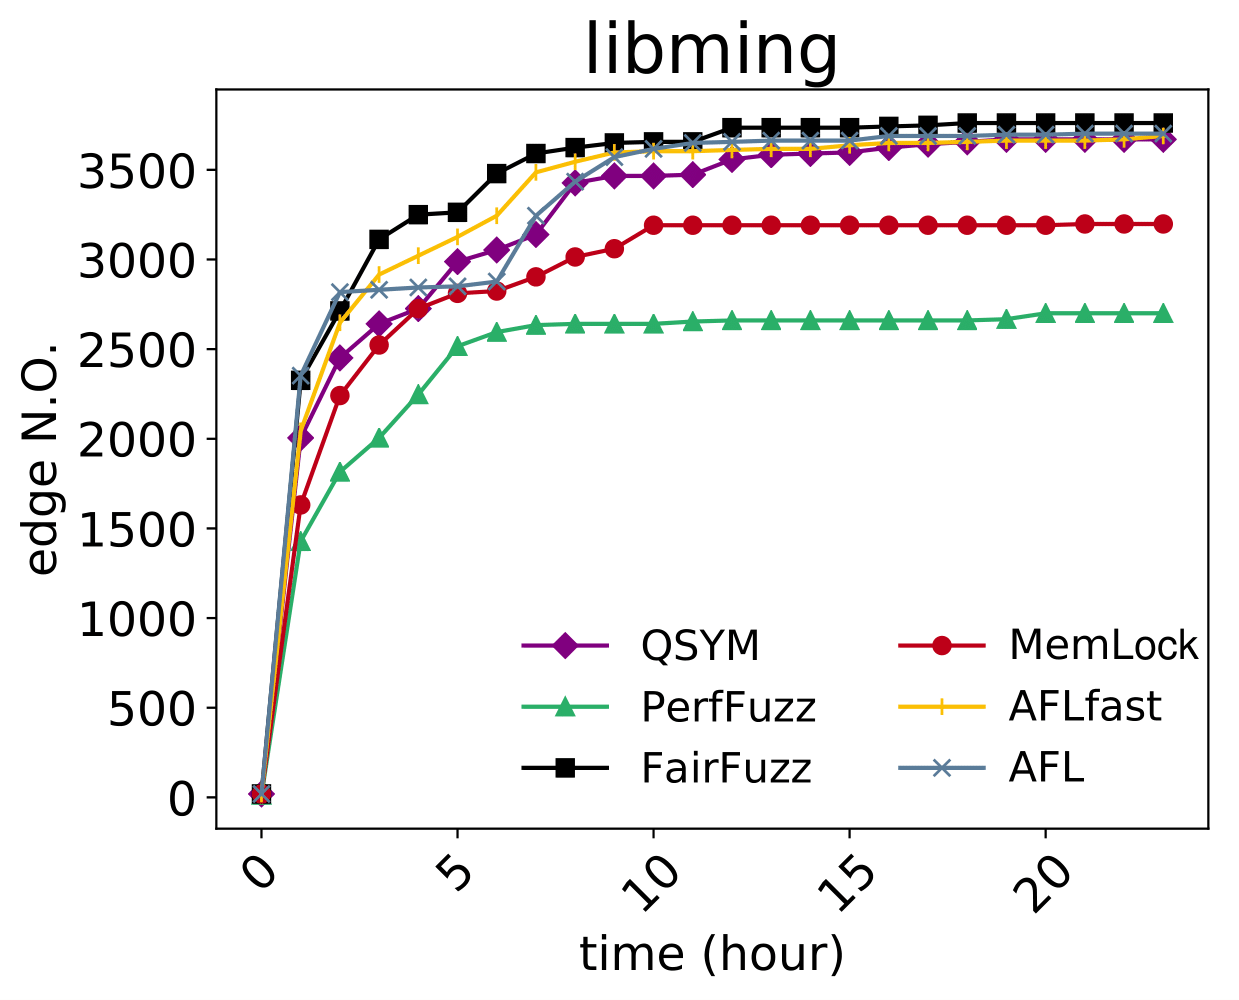 libming
edge N.O.
3500
3000
2500
2000
1500
1000
500
0
QSYM
PerfFuzz
FairFuzz
MemLock
AFLfast
AFL
0
5
10
15
20
time (hour)